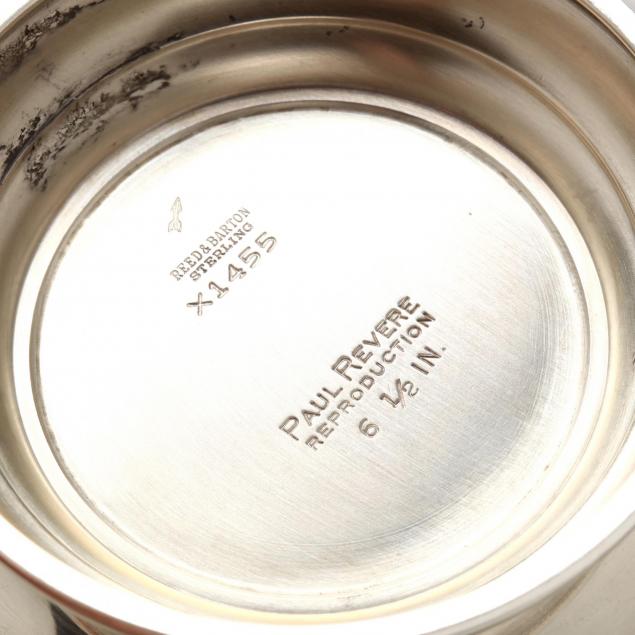 REED & BARTON
STERLING
X1455
PAUL REVERE
REPRODUCTION
6 1/2 IN.